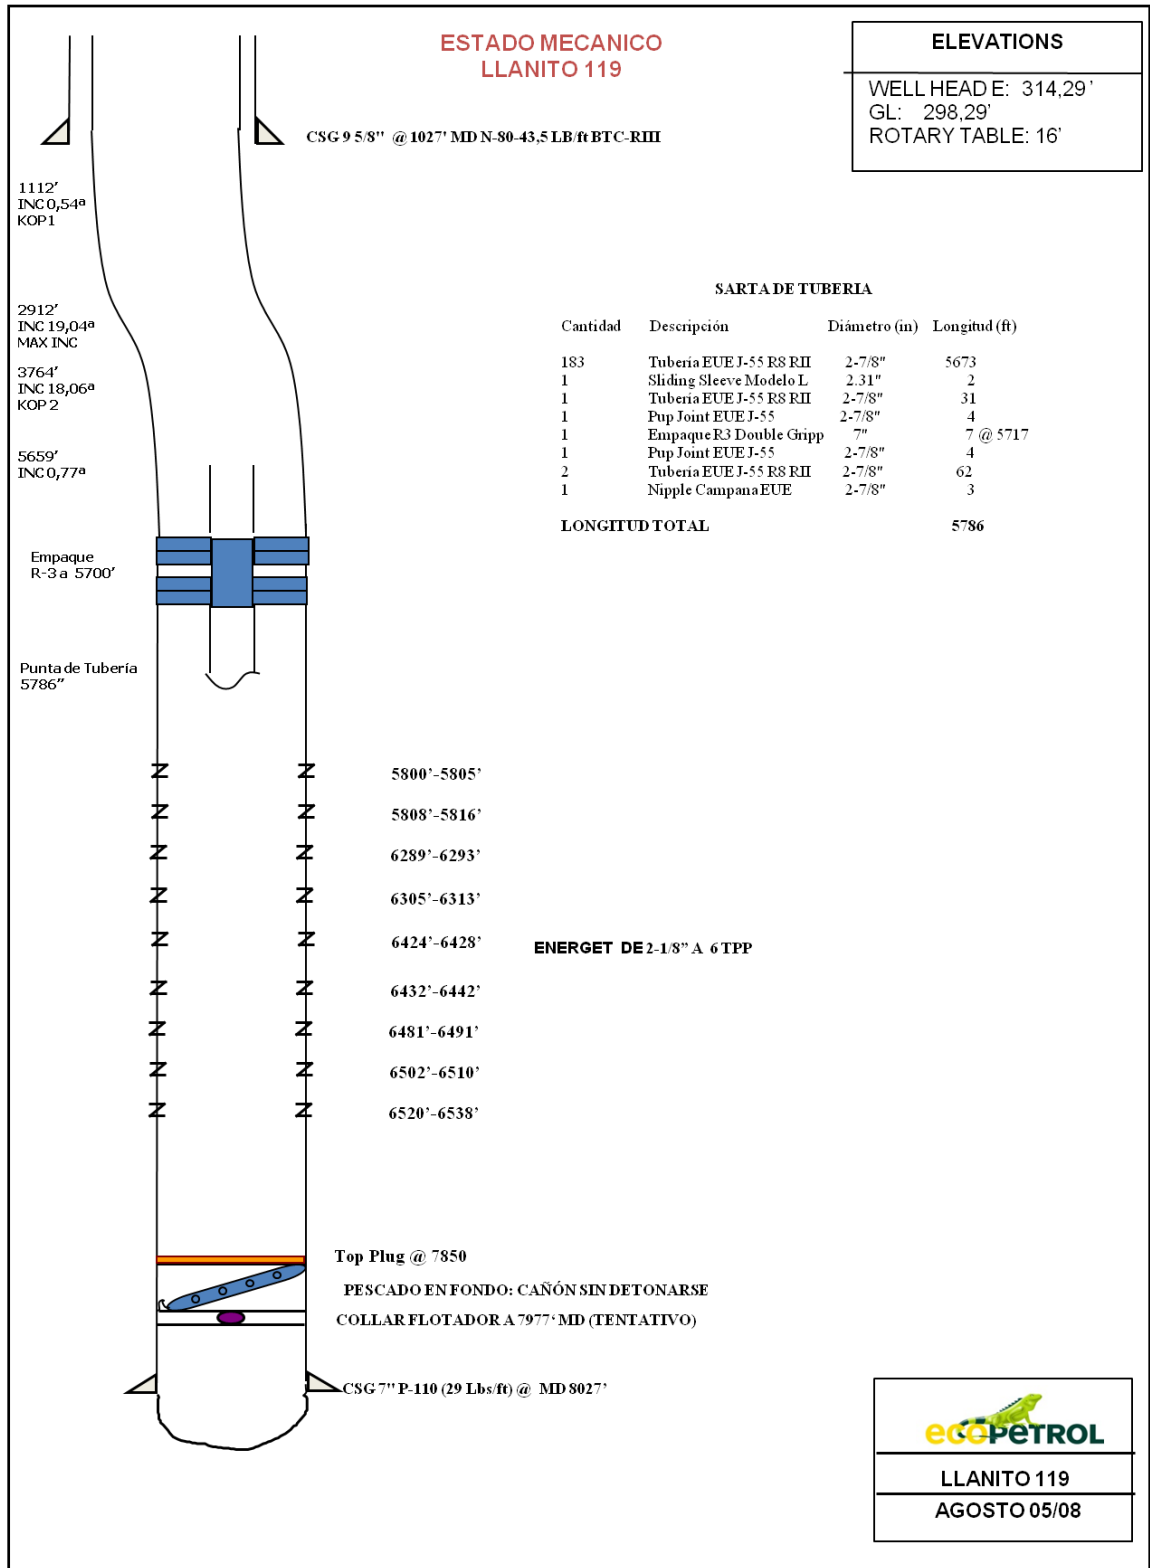 ESTADO MECANICO
LLANITO 119
ELEVATIONS
WELL HEAD E: 314,29'
GL: 298,29'
ROTARY TABLE: 16'
CSG 9 5/8" @ 1027' MD N-80-43,5 LB/ft BTC-RIII
1112'
INC 0,54ª
KOP1
2912'
INC 19,04ª
MAX INC
3764'
INC 18,06ª
KOP 2
5659'
INC 0,77ª
SARTA DE TUBERIA
Cantidad Descripción Diámetro (in) Longitud (ft)
183 Tubería EUE J-55 R8 RII 2-7/8" 5673
1 Sliding Sleeve Modelo L 2.31" 2
1 Tubería EUE J-55 R8 RII 2-7/8" 31
1 Pup Joint EUE J-55 2-7/8" 4
1 Empaque R3 Double Gripp 7" 7 @ 5717
1 Pup Joint EUE J-55 2-7/8" 4
2 Tubería EUE J-55 R8 RII 2-7/8" 62
1 Nipple Campana EUE 2-7/8" 3
LONGITUD TOTAL 5786
Empaque
R-3 a 5700'
Punta de Tubería
5786”
5800’-5805’
5808’-5816’
6289’-6293’
6305’-6313’
6424’-6428’
ENERGET DE 2-1/8” A 6 TPP
6432’-6442’
6481’-6491’
6502’-6510’
6520’-6538’
Top Plug @ 7850
PESCADO EN FONDO: CAÑÓN SIN DETONARSE
COLLAR FLOTADOR A 7977‘ MD (TENTATIVO)
CSG 7" P-110 (29 Lbs/ft) @ MD 8027’
ecoPETROL
LLANITO 119
AGOSTO 05/08